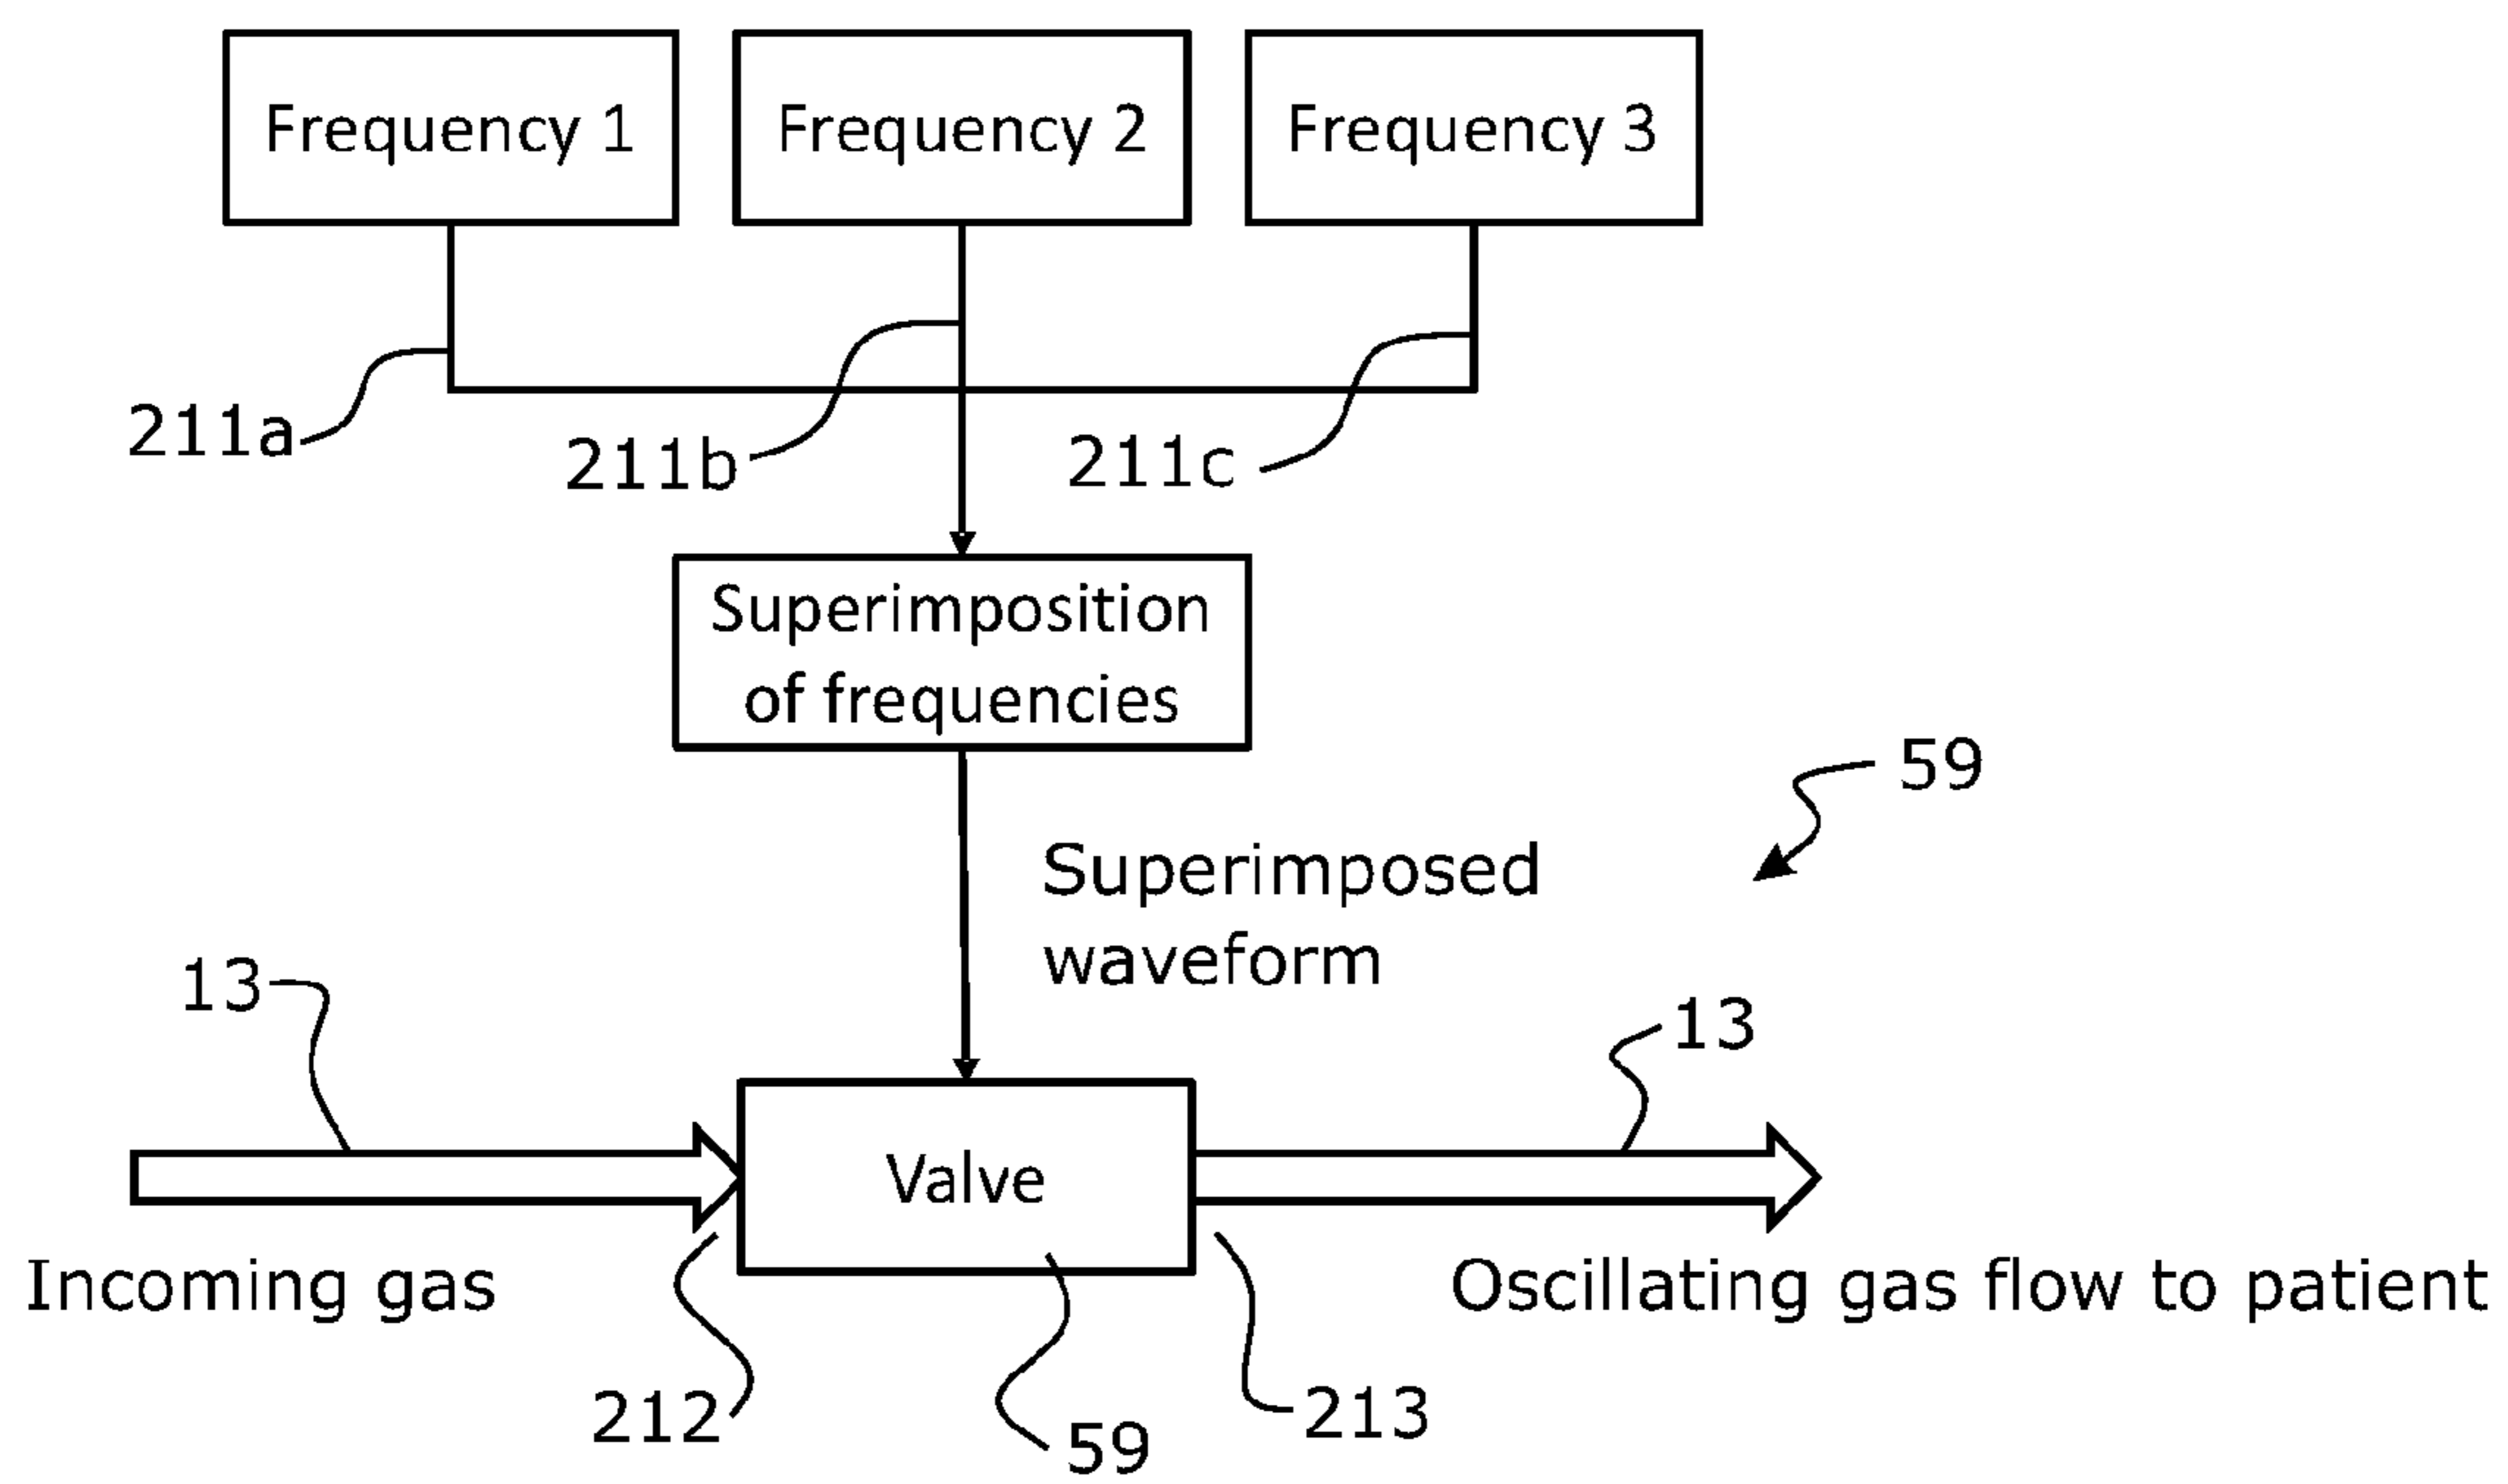 Frequency 1
Frequency 2
Frequency 3
211a
211b
211c
Superimposition
of frequencies
59
Superimposed
waveform
13
13
Valve
Incoming gas
Oscillating gas flow to patient
212
59
213